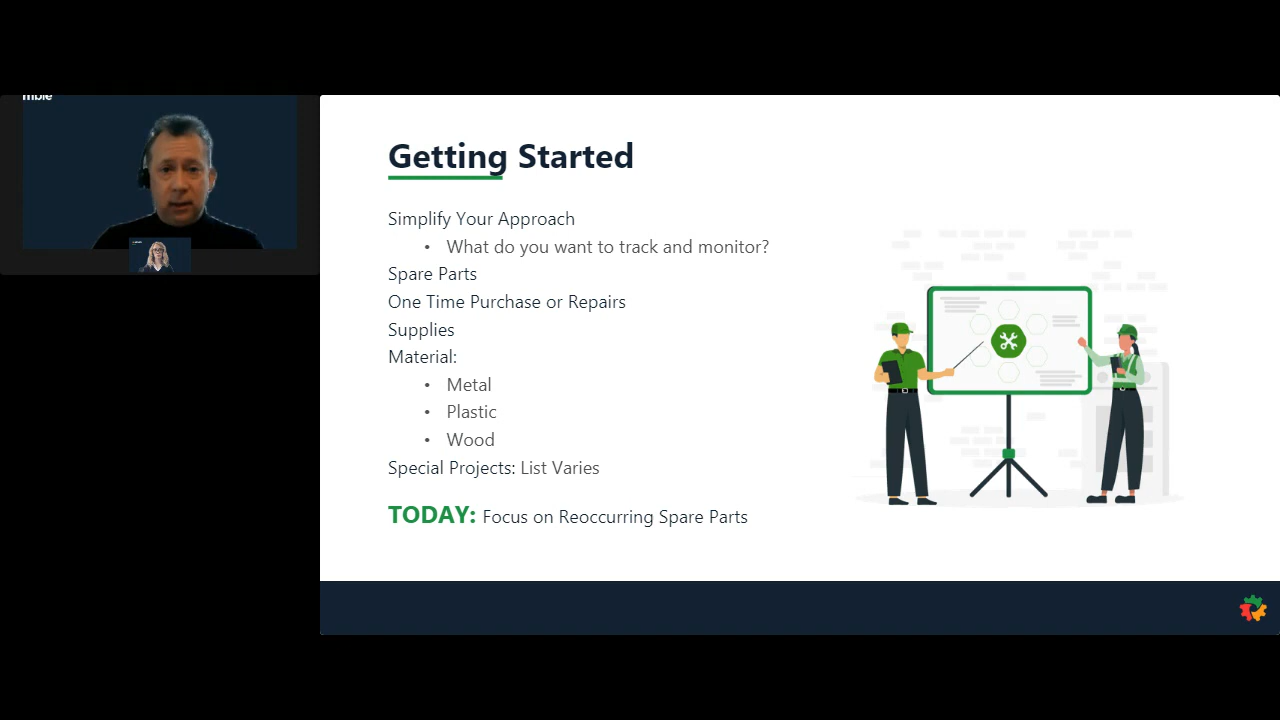 Getting Started
Simplify Your Approach
• What do you want to track and monitor?
Spare Parts
One Time Purchase or Repairs
Supplies
Material:
• Metal
• Plastic
• Wood
Special Projects: List Varies
TODAY: Focus on Reoccurring Spare Parts